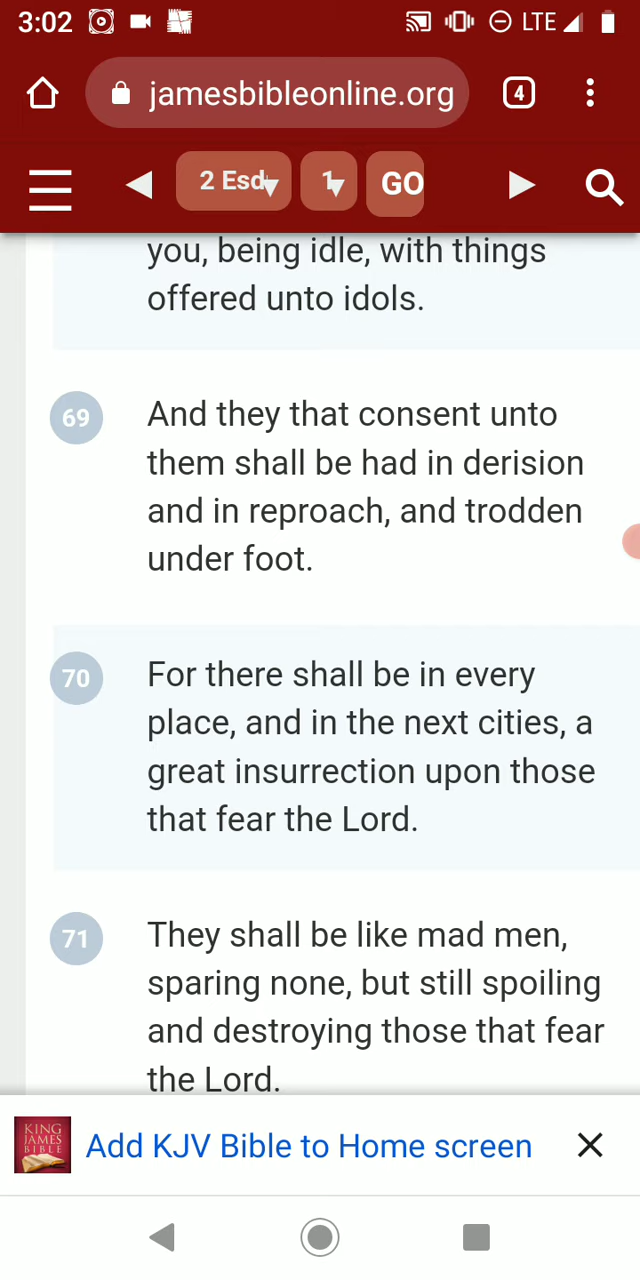 3:02 LTE
jamesbibleonline.org 4
2 Esd 1 GO
you, being idle, with things
offered unto idols.
69 And they that consent unto
them shall be had in derision
and in reproach, and trodden
under foot.
70 For there shall be in every
place, and in the next cities, a
great insurrection upon those
that fear the Lord.
71 They shall be like mad men,
sparing none, but still spoiling
and destroying those that fear
the Lord.
KING
JAMES
BIBLE
Add KJV Bible to Home screen